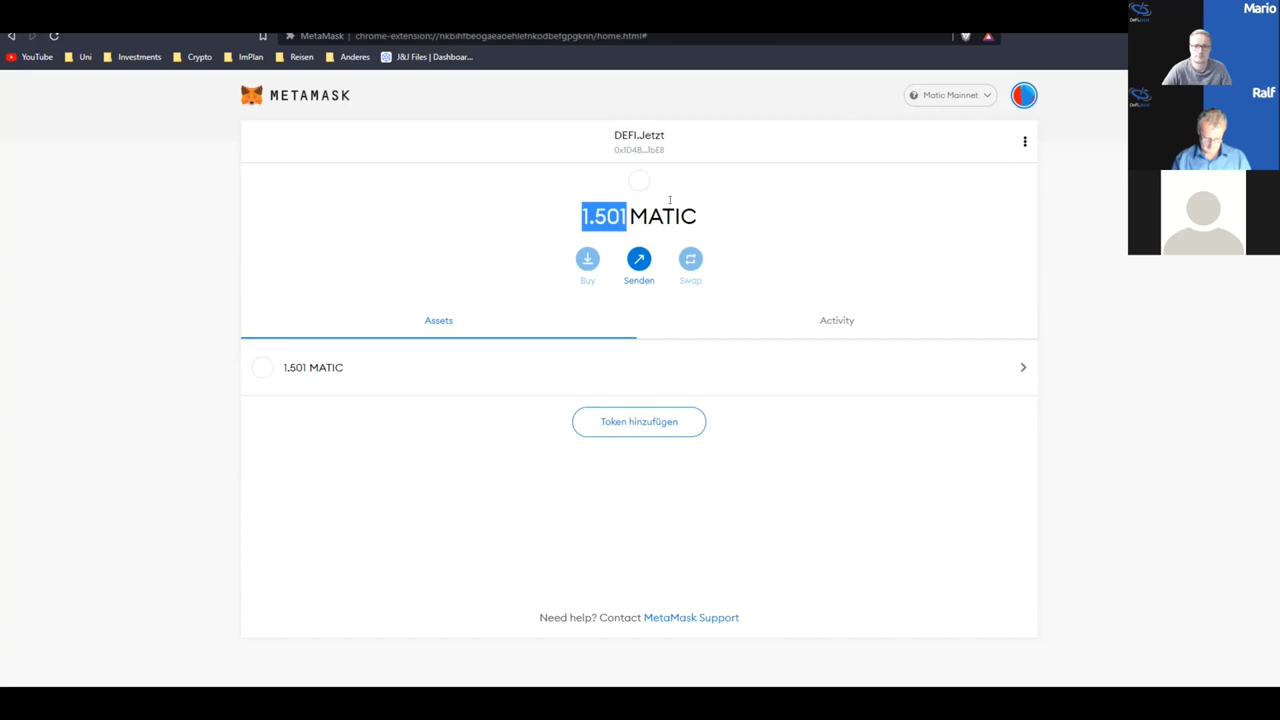 MetaMask | chrome-extension://nkbihfbeogaeaoehlefnkodbefgpgknn/home.html#
YouTube Uni Investments Crypto ImPlan Reisen Anderes J&J Files | Dashboar...
METAMASK
Matic Mainnet
DEFI.Jetzt
0x1D4B...1bE8
1.501 MATIC
Buy Senden Swap
Assets Activity
1.501 MATIC
Token hinzufügen
Need help? Contact MetaMask Support
Mario
Ralf